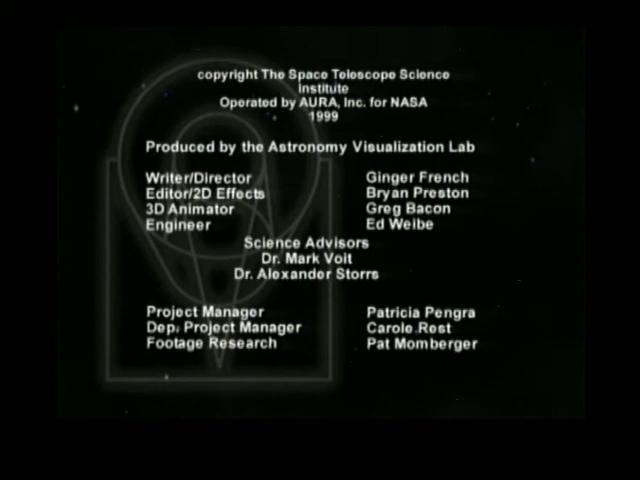 copyright The Space Telescope Science
Institute
Operated by AURA, Inc. for NASA
1999
Produced by the Astronomy Visualization Lab
Writer/Director Ginger French
Editor/2D Effects Bryan Preston
3D Animator Greg Bacon
Engineer Ed Weibe
Science Advisors
Dr. Mark Voit
Dr. Alexander Storrs
Project Manager Patricia Pengra
Dep. Project Manager Carole Rest
Footage Research Pat Momberger